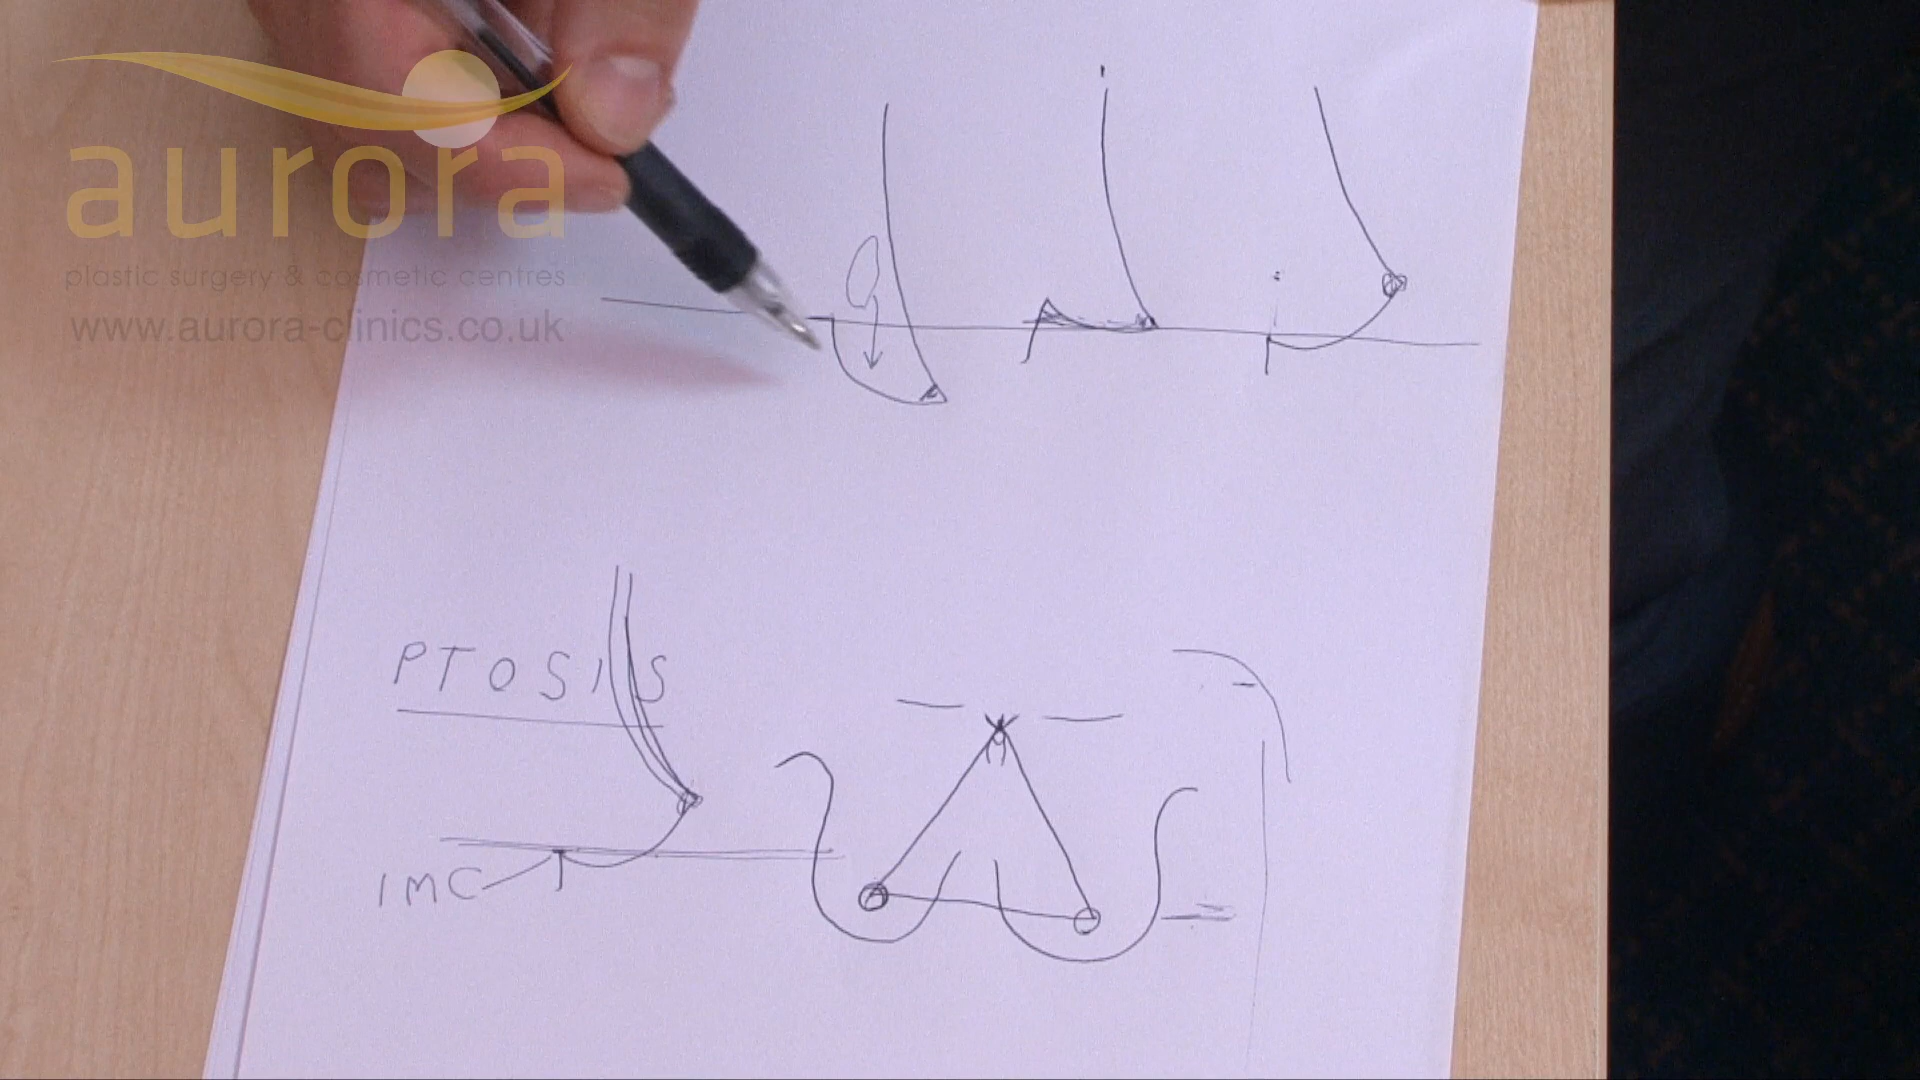 aurora
plastic surgery & cosmetic centres
www.aurora-clinics.co.uk
PTOSIS
IMC